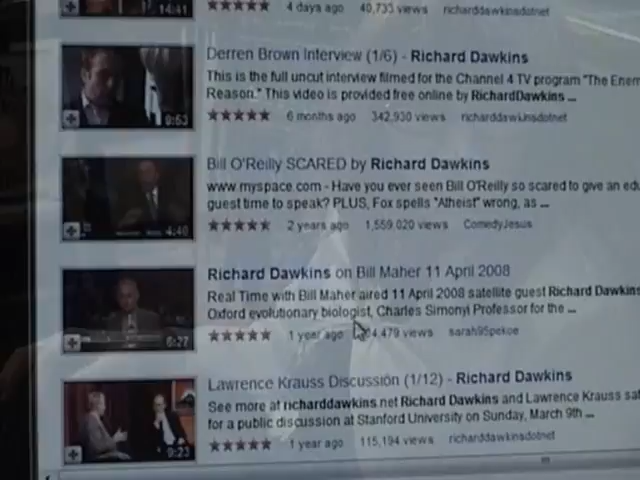 14:41 4 days ago 40,733 views richarddawkinsdotnet
Derren Brown Interview (1/6) - Richard Dawkins
This is the full uncut interview filmed for the Channel 4 TV program "The Enem
Reason." This video is provided free online by RichardDawkins ...
9:53 6 months ago 342,930 views richarddawkinsdotnet
Bill O'Reilly SCARED by Richard Dawkins
www.myspace.com - Have you ever seen Bill O'Reilly so scared to give an edu
guest time to speak? PLUS, Fox spells "Atheist" wrong, as ...
4:40 2 years ago 1,559,020 views ComedyJesus
Richard Dawkins on Bill Maher 11 April 2008
Real Time with Bill Maher aired 11 April 2008 satellite guest Richard Dawkins
Oxford evolutionary biologist, Charles Simonyi Professor for the ...
6:27 1 year ago 4,479 views sarah95pekoe
Lawrence Krauss Discussion (1/12) - Richard Dawkins
See more at richarddawkins.net Richard Dawkins and Lawrence Krauss sat
for a public discussion at Stanford University on Sunday, March 9th ...
9:23 1 year ago 115,194 views richarddawkinsdotnet